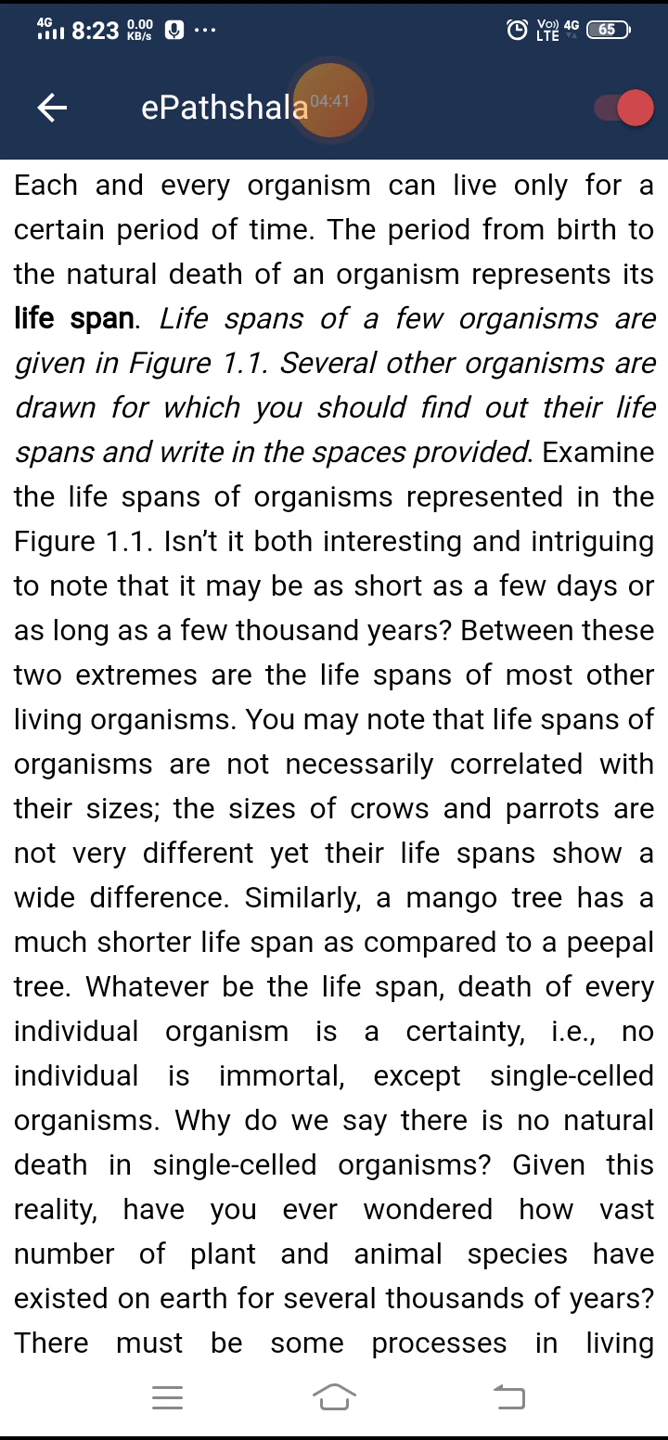 4G 8:23 0.00 KB/s ... Vo)) LTE 4G 65
ePathshala 04:41
Each and every organism can live only for a
certain period of time. The period from birth to
the natural death of an organism represents its
life span. Life spans of a few organisms are
given in Figure 1.1. Several other organisms are
drawn for which you should find out their life
spans and write in the spaces provided. Examine
the life spans of organisms represented in the
Figure 1.1. Isn’t it both interesting and intriguing
to note that it may be as short as a few days or
as long as a few thousand years? Between these
two extremes are the life spans of most other
living organisms. You may note that life spans of
organisms are not necessarily correlated with
their sizes; the sizes of crows and parrots are
not very different yet their life spans show a
wide difference. Similarly, a mango tree has a
much shorter life span as compared to a peepal
tree. Whatever be the life span, death of every
individual organism is a certainty, i.e., no
individual is immortal, except single-celled
organisms. Why do we say there is no natural
death in single-celled organisms? Given this
reality, have you ever wondered how vast
number of plant and animal species have
existed on earth for several thousands of years?
There must be some processes in living